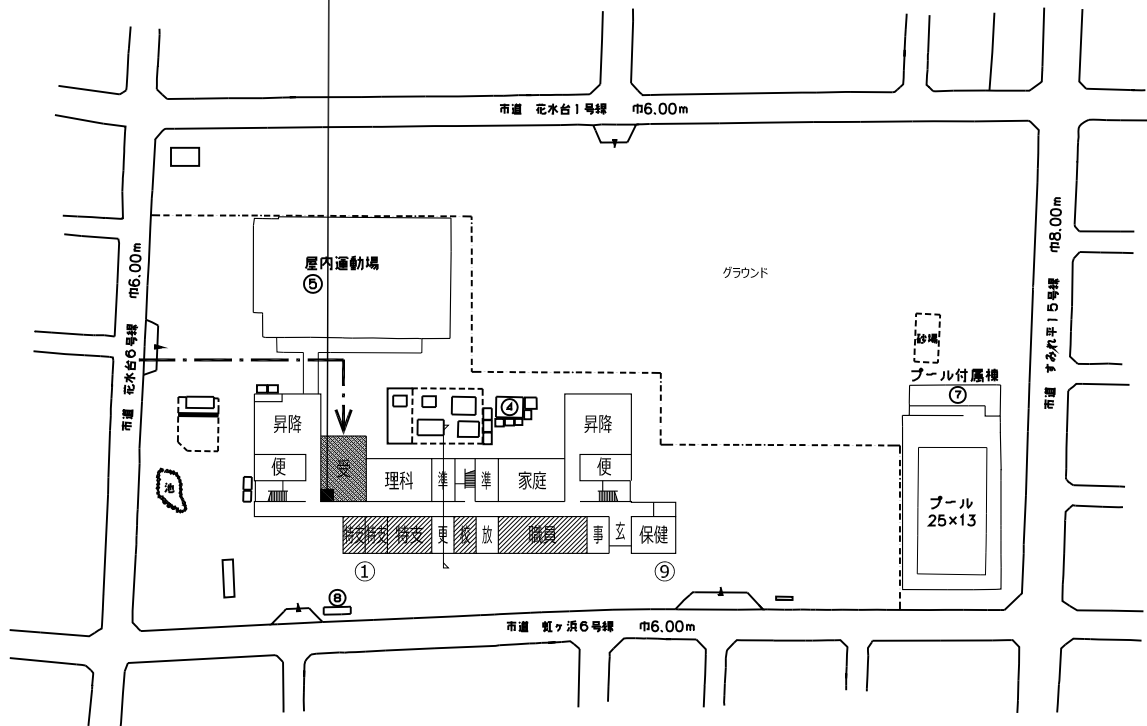 市道 花水台1号線 巾6.00m
市道 花水台6号線 巾6.00m
市道 すみれ平15号線 巾8.00m
屋内運動場
⑤
グラウンド
砂場
プール付属棟
⑦
④
昇降
昇降
便
受
理科
準
準
家庭
便
池
プール
25×13
特支
特支
特支
更
校
放
職員
事
玄
保健
①
⑨
⑧
市道 虹ヶ浜6号線 巾6.00m